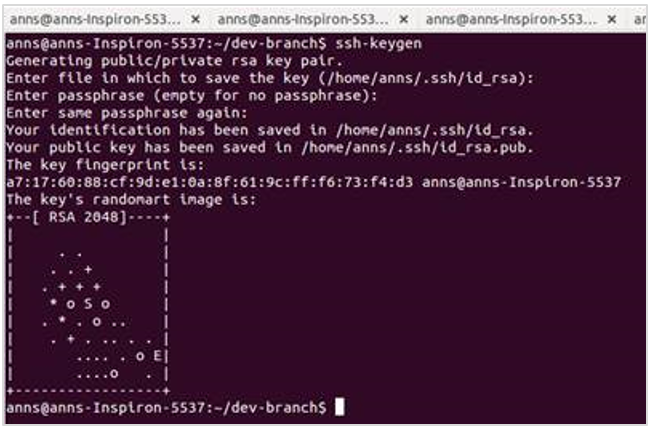 anns@anns-Inspiron-553... × anns@anns-Inspiron-553... × anns@anns-Inspiron-553... × ar
anns@anns-Inspiron-5537:~/dev-branch$ ssh-keygen
Generating public/private rsa key pair.
Enter file in which to save the key (/home/anns/.ssh/id_rsa):
Enter passphrase (empty for no passphrase):
Enter same passphrase again:
Your identification has been saved in /home/anns/.ssh/id_rsa.
Your public key has been saved in /home/anns/.ssh/id_rsa.pub.
The key fingerprint is:
a7:17:60:88:cf:9d:e1:0a:8f:61:9c:ff:f6:73:f4:d3 anns@anns-Inspiron-5537
The key's randomart image is:
+--[ RSA 2048]----+
|                 |
|     . .         |
|    . . +        |
|   . + + +       |
|    * o S o      |
|   . * . o ..    |
|    . + . .. . . |
|       .... . o E|
|       ....o   . |
+-----------------+
anns@anns-Inspiron-5537:~/dev-branch$